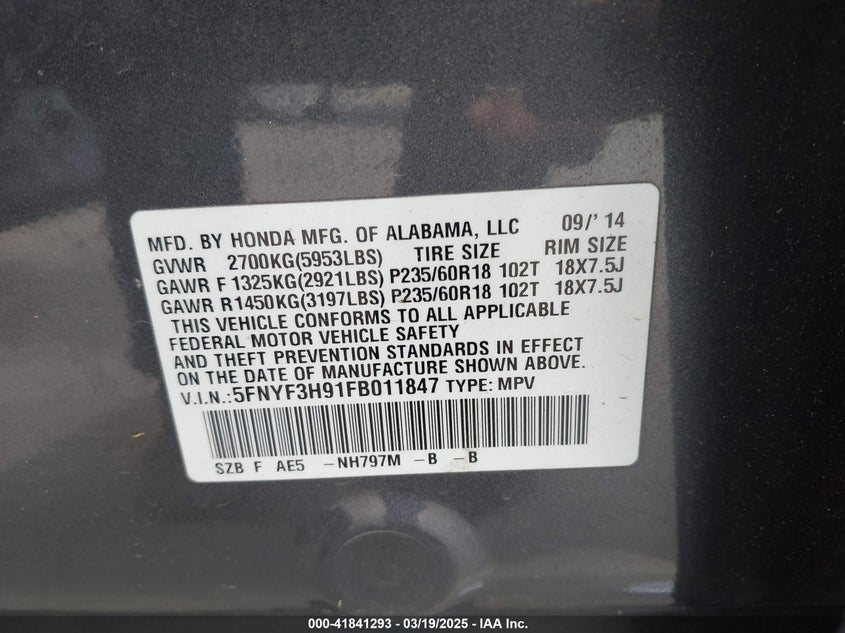 MFD. BY HONDA MFG. OF ALABAMA, LLC 09/'14
GVWR 2700KG(5953LBS) TIRE SIZE RIM SIZE
GAWR F 1325KG(2921LBS) P235/60R18 102T 18X7.5J
GAWR R1450KG(3197LBS) P235/60R18 102T 18X7.5J
THIS VEHICLE CONFORMS TO ALL APPLICABLE
FEDERAL MOTOR VEHICLE SAFETY
AND THEFT PREVENTION STANDARDS IN EFFECT
ON THE DATE OF MANUFACTURE SHOWN ABOVE.
V.I.N.:5FNYF3H91FB011847 TYPE: MPV
SZB F AE5 -NH797M -B -B
000-41841293 - 03/19/2025 - IAA Inc.